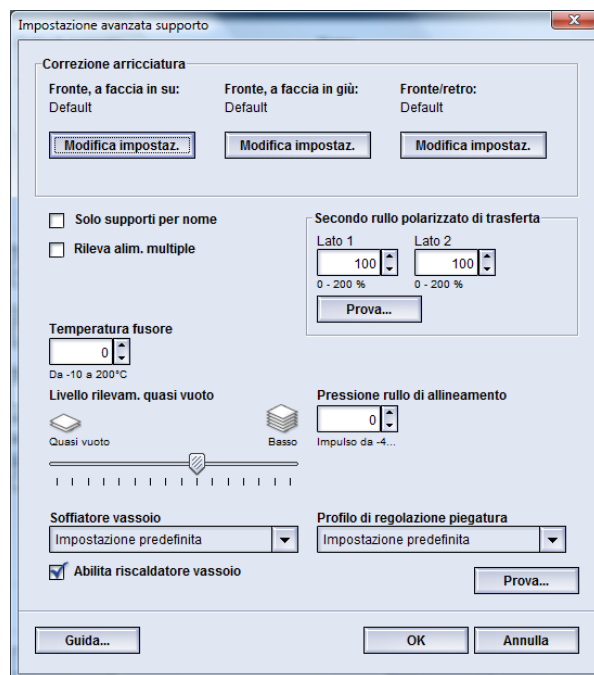 Impostazione avanzata supporto
Correzione arricciatura
Fronte, a faccia in su:
Default
Modifica impostaz.
Fronte, a faccia in giù:
Default
Modifica impostaz.
Fronte/retro:
Default
Modifica impostaz.
Solo supporti per nome
Rileva alim. multiple
Secondo rullo polarizzato di trasferta
Lato 1
100
0 - 200 %
Lato 2
100
0 - 200 %
Prova...
Temperatura fusore
0
Da -10 a 200°C
Livello rilevam. quasi vuoto
Quasi vuoto
Basso
Pressione rullo di allineamento
0
Impulso da -4...
Soffiatore vassoio
Impostazione predefinita
Profilo di regolazione piegatura
Impostazione predefinita
Abilita riscaldatore vassoio
Prova...
Guida...
OK
Annulla